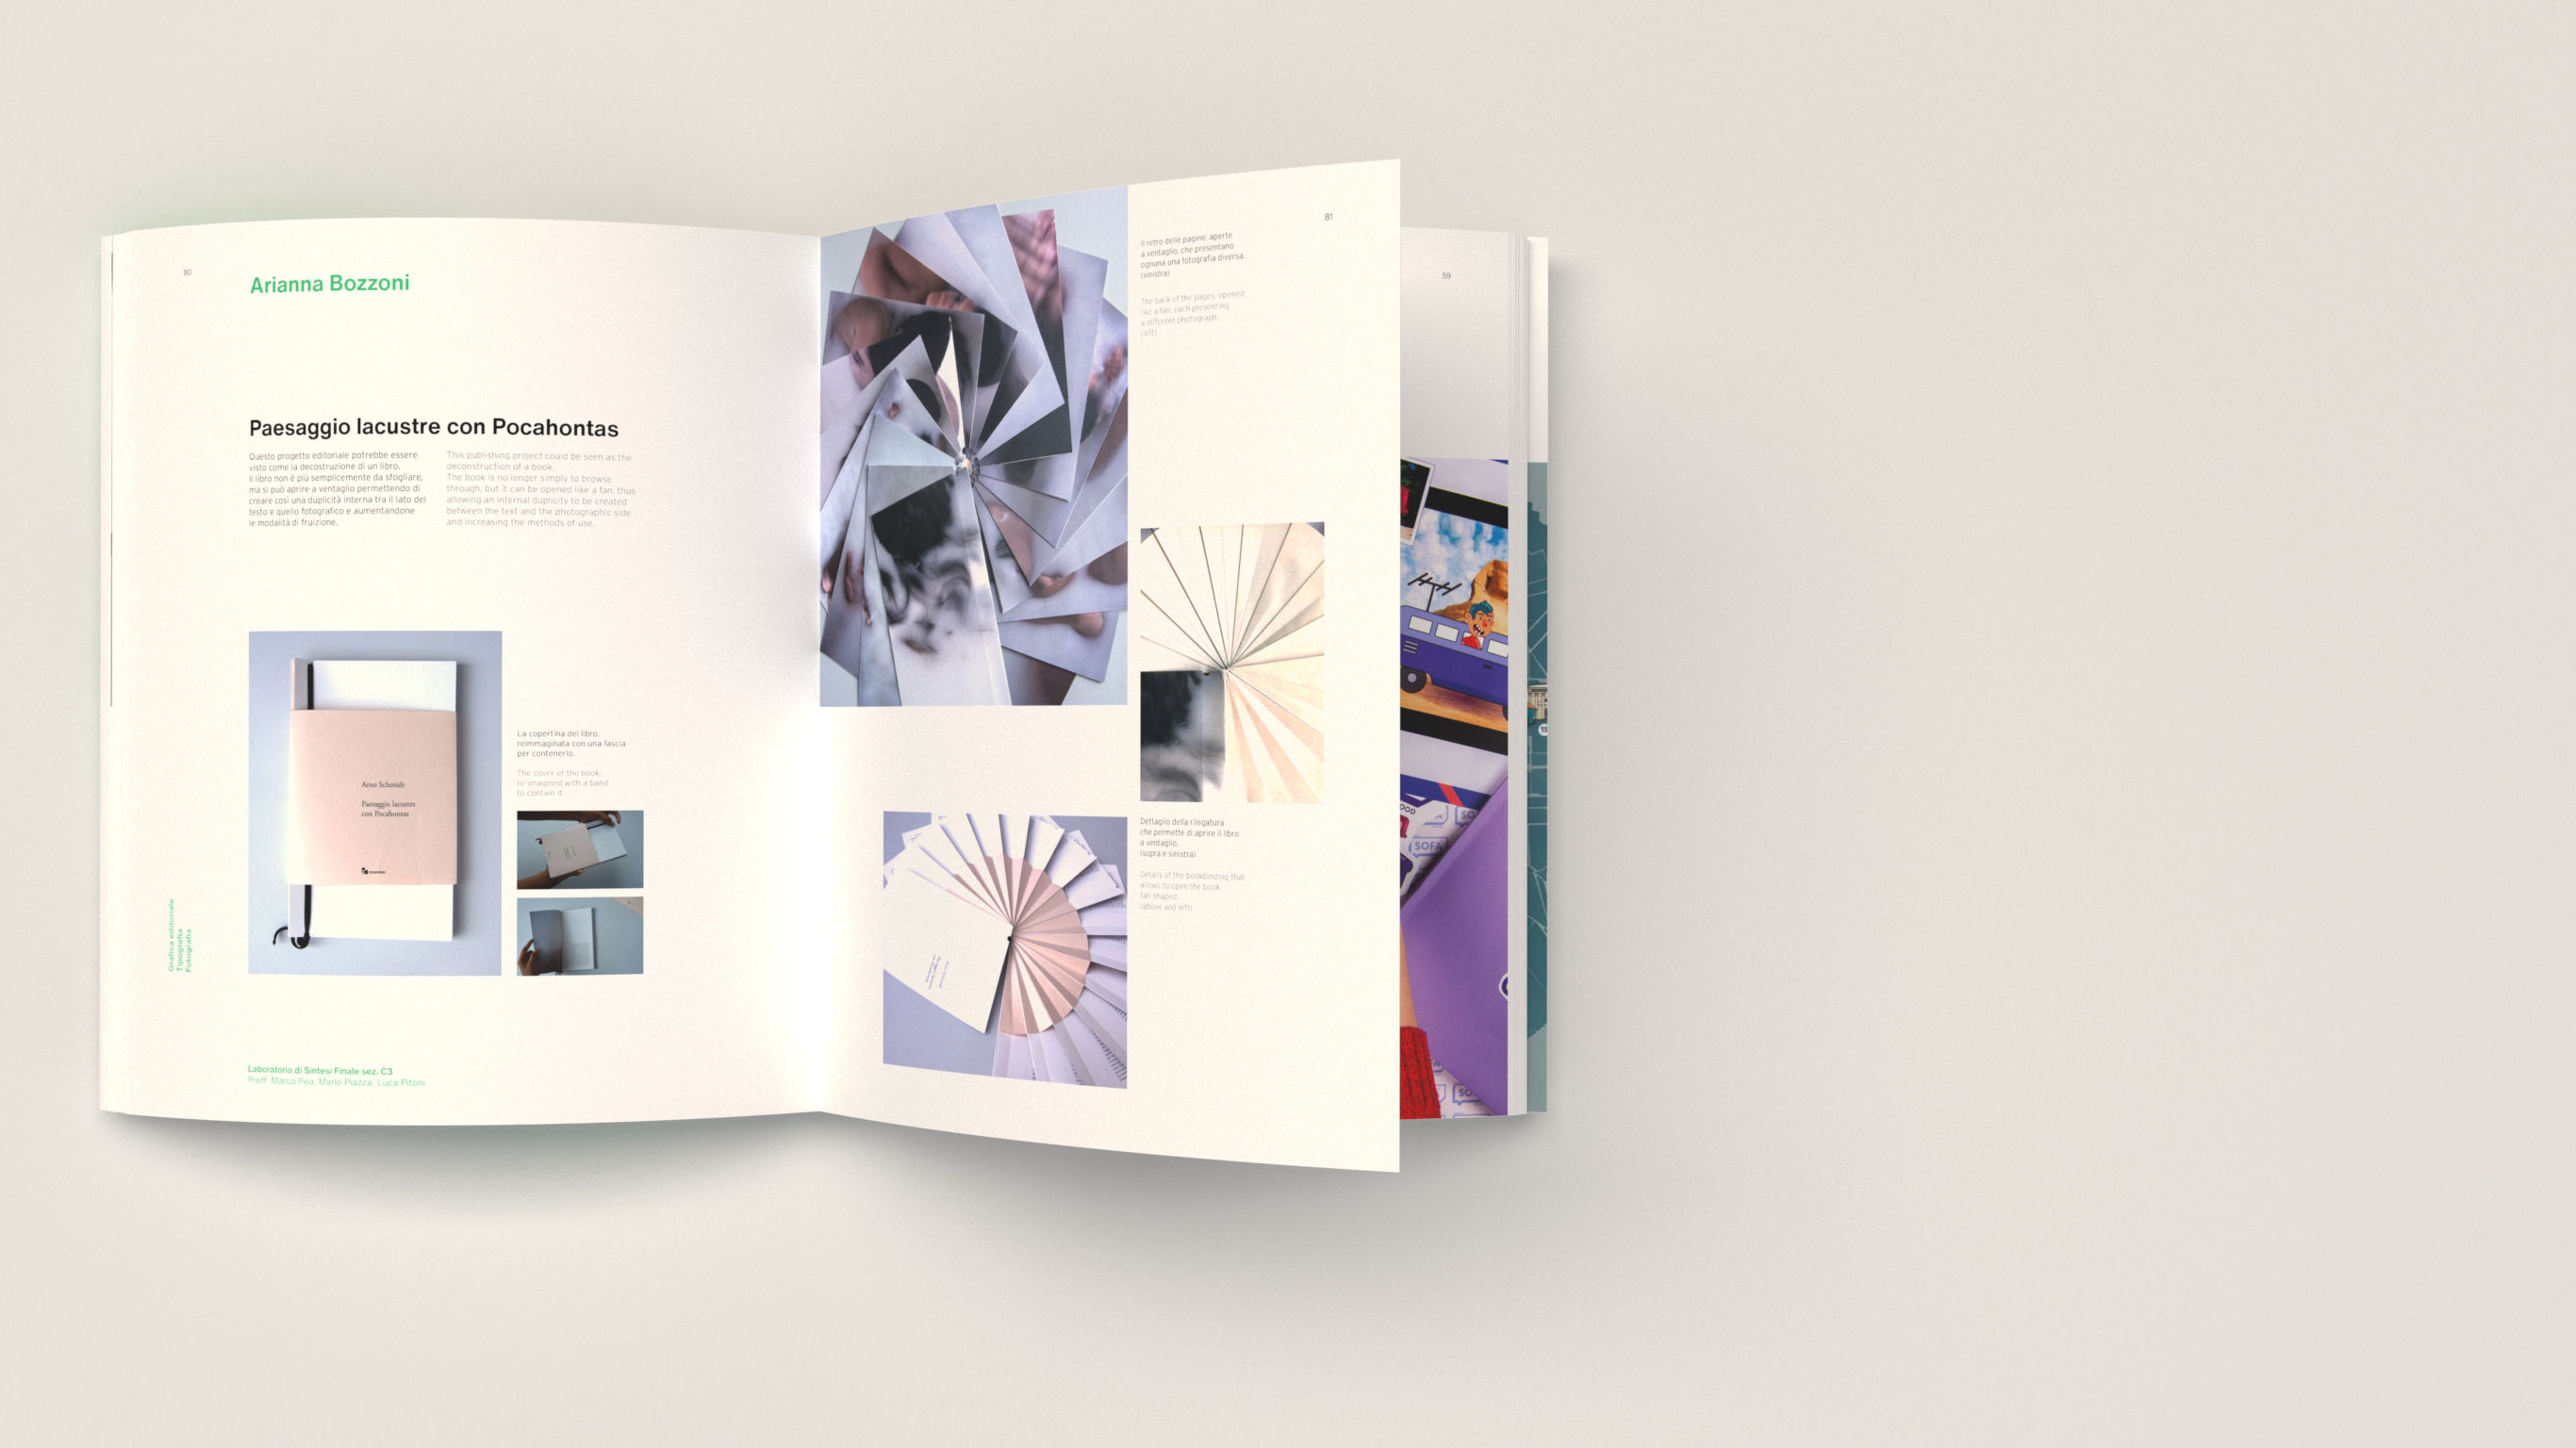 80
Arianna Bozzoni
Paesaggio lacustre con Pocahontas
Questo progetto editoriale potrebbe essere
visto come la decostruzione di un libro.
Il libro non è più semplicemente da sfogliare,
ma si può aprire a ventaglio permettendo di
creare così una duplicità interna tra il lato del
testo e quello fotografico e aumentandone
le modalità di fruizione.
This publishing project could be seen as the
deconstruction of a book.
The book is no longer simply to browse
through, but it can be opened like a fan, thus
allowing an internal duplicity to be created
between the text and the photographic side
and increasing the methods of use.
Arno Schmidt
Paesaggio lacustre
con Pocahontas
La copertina del libro,
reimmaginata con una fascia
per contenerlo.
The cover of the book,
re-imagined with a band
to contain it.
Grafica editoriale
Tipografia
Fotografia
Laboratorio di Sintesi Finale sez. C3
Proff. Marco Pea, Mario Piazza, Luca Pitoni
81
Il retro delle pagine, aperte
a ventaglio, che presentano
ognuna una fotografia diversa.
(sinistra)
The back of the pages, opened
like a fan, each presenting
a different photograph.
(left)
Dettaglio della rilegatura
che permette di aprire il libro
a ventaglio.
(sopra e sinistra)
Details of the bookbinding that
allows to open the book
fan shaped.
(above and left)
59
SOFA